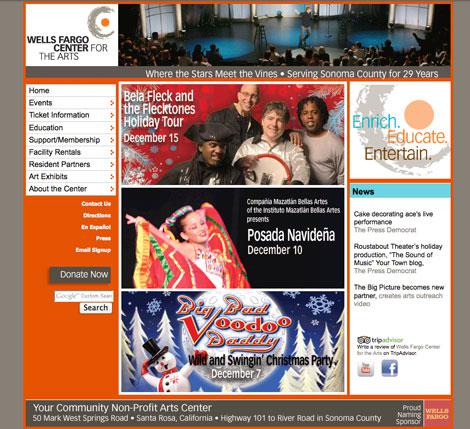 WELLS FARGO
CENTER FOR
THE ARTS
Where the Stars Meet the Vines • Serving Sonoma County for 29 Years
Home
Events
Ticket Information
Education
Support/Membership
Facility Rentals
Resident Partners
Art Exhibits
About the Center
Contact Us
Directions
En Español
Press
Email Signup
Donate Now
Google™ Custom Searc
Search
Bela Fleck and
the Flecktones
Holiday Tour
December 15
Compañia Mazatlán Bellas Artes
of the Instituto Mazatlán Bellas Artes
presents
Posada Navideña
December 10
Big Bad
Voodoo
Daddy
Wild and Swingin' Christmas Party
December 7
Enrich.
Educate.
Entertain.
News
Cake decorating ace's live
performance
The Press Democrat
Roustabout Theater's holiday
production, "The Sound of
Music" Your Town blog,
The Press Democrat
The Big Picture becomes new
partner, creates arts outreach
video
tripadvisor
Write a review of Wells Fargo Center
for the Arts on TripAdvisor.
You
Tube
f
Your Community Non-Profit Arts Center
50 Mark West Springs Road • Santa Rosa, California • Highway 101 to River Road in Sonoma County
Proud
Naming
Sponsor
WELLS
FARGO